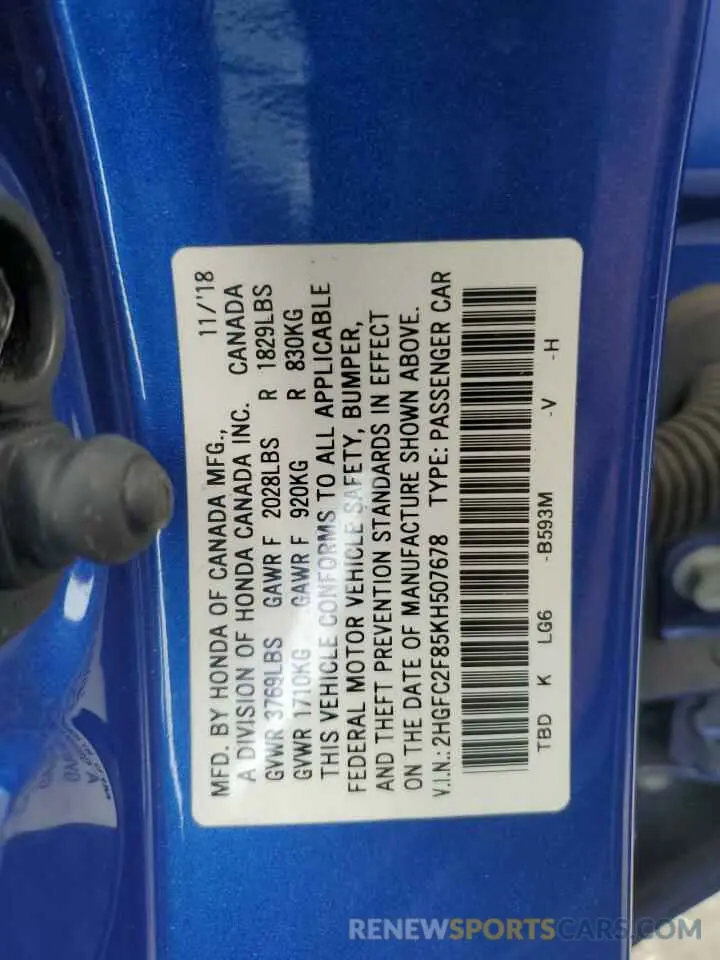 11/'18
MFD. BY HONDA OF CANADA MFG.,
A DIVISION OF HONDA CANADA INC. CANADA
GVWR 3769LBS GAWR F 2028LBS R 1829LBS
GVWR 1710KG GAWR F 920KG R 830KG
THIS VEHICLE CONFORMS TO ALL APPLICABLE
FEDERAL MOTOR VEHICLE SAFETY, BUMPER,
AND THEFT PREVENTION STANDARDS IN EFFECT
ON THE DATE OF MANUFACTURE SHOWN ABOVE.
V.I.N.: 2HGFC2F85KH507678 TYPE: PASSENGER CAR
TBD K LG6 -B593M -V -H
RENEWSPORTSCARS.COM